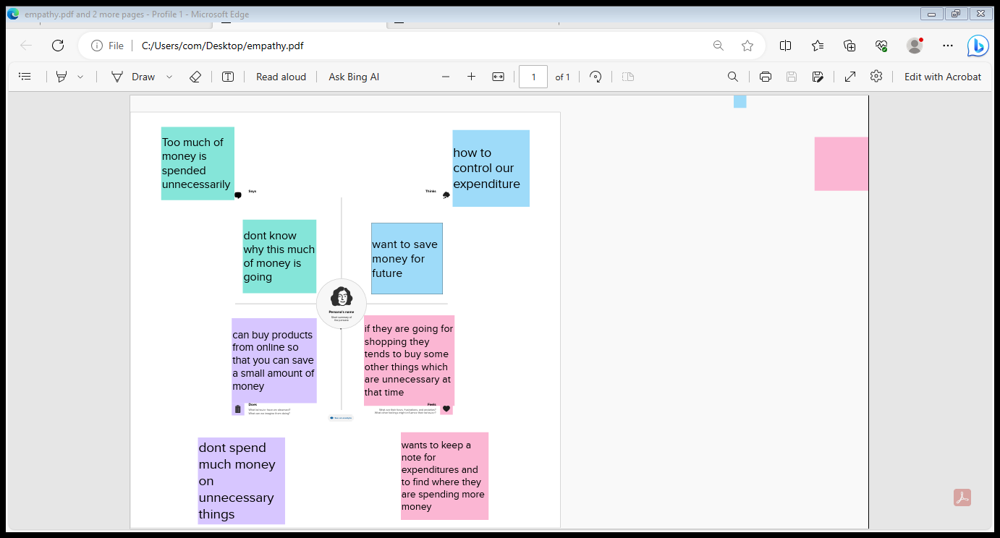 empathy.pdf and 2 more pages - Profile 1 - Microsoft Edge
File
C:/Users/com/Desktop/empathy.pdf
Draw
Read aloud
Ask Bing AI
1
of 1
Edit with Acrobat
Too much of
money is
spended
unnecessarily
Says
how to
control our
expenditure
Thinks
dont know
why this much
of money is
going
want to save
money for
future
Persona's name
Short summary of
the persona
can buy products
from online so
that you can save
a small amount of
money
if they are going for
shopping they
tends to buy some
other things which
are unnecessary at
that time
Does
What behavior have we observed?
What can we imagine them doing?
Feels
What are their fears, frustrations, and anxieties?
What other feelings might influence their behavior?
See an example
dont spend
much money
on
unnecessary
things
wants to keep a
note for
expenditures and
to find where they
are spending more
money